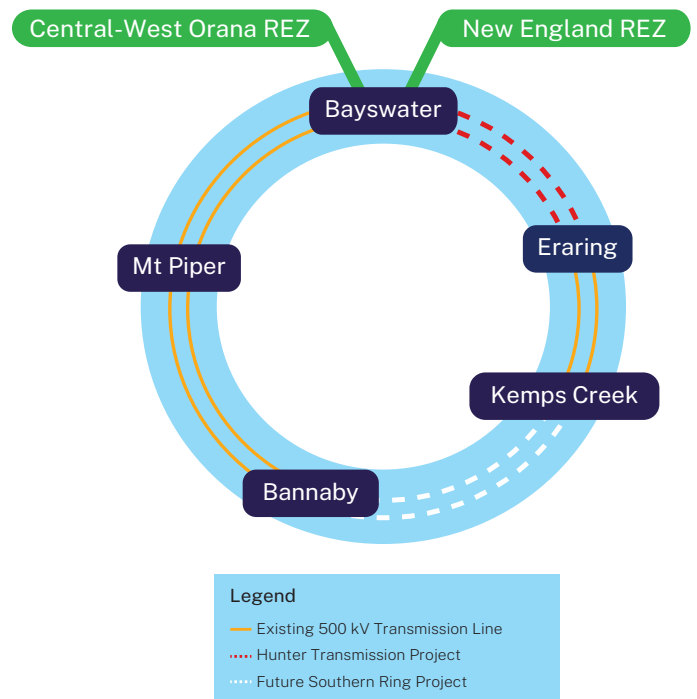 Central-West Orana REZ
New England REZ
Bayswater
Eraring
Mt Piper
Kemps Creek
Bannaby
Legend
Existing 500 kV Transmission Line
Hunter Transmission Project
Future Southern Ring Project